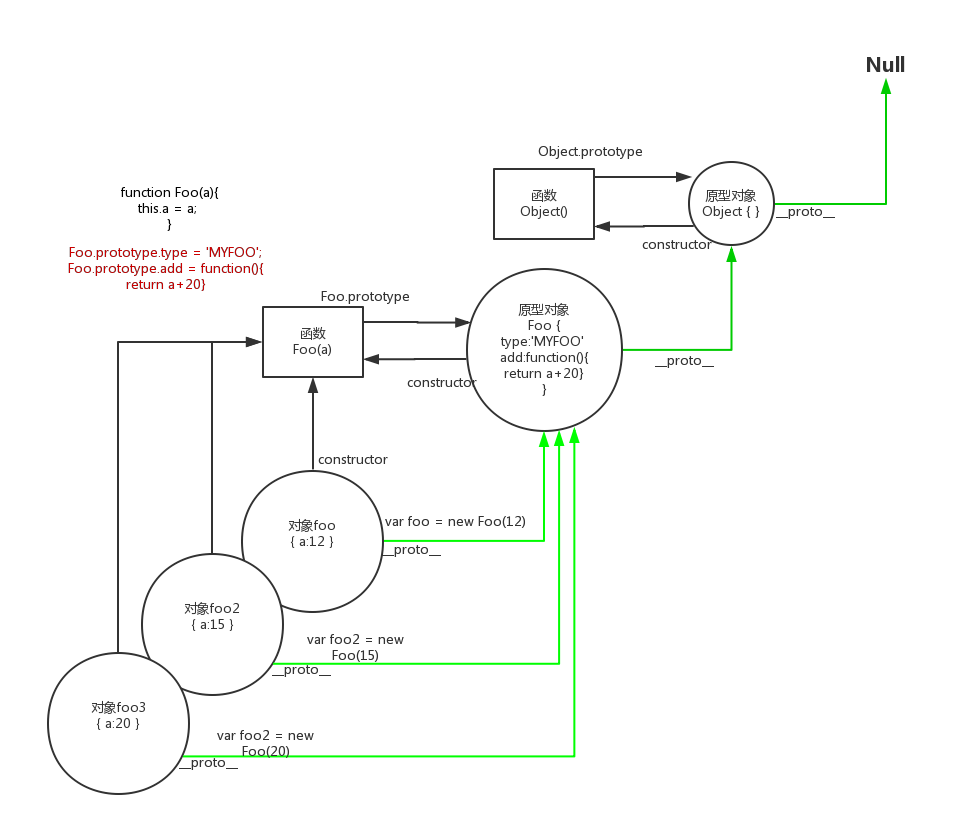 Null
Object.prototype
函数
Object()
原型对象
Object { }
__proto__
constructor
function Foo(a){
this.a = a;
}
Foo.prototype.type = 'MYFOO';
Foo.prototype.add = function(){
return a+20}
Foo.prototype
函数
Foo(a)
constructor
原型对象
Foo {
type:'MYFOO'
add:function(){
return a+20}
}
__proto__
constructor
对象foo
{ a:12 }
var foo = new Foo(12)
__proto__
对象foo2
{ a:15 }
var foo2 = new
Foo(15)
__proto__
对象foo3
{ a:20 }
var foo2 = new
Foo(20)
__proto__